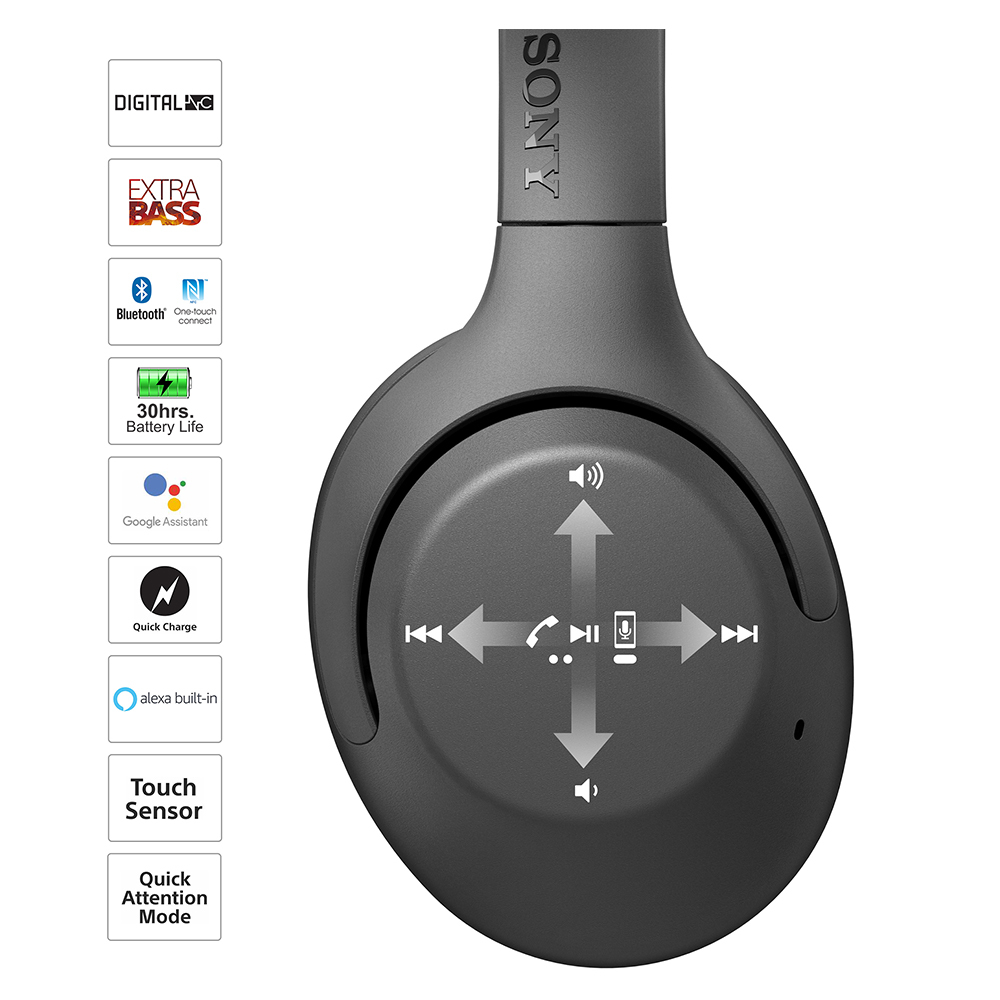 SONY
DIGITAL NC
EXTRA
BASS
Bluetooth®
One-touch
connect
30hrs.
Battery Life
Google Assistant
Quick Charge
alexa built-in
Touch
Sensor
Quick
Attention
Mode